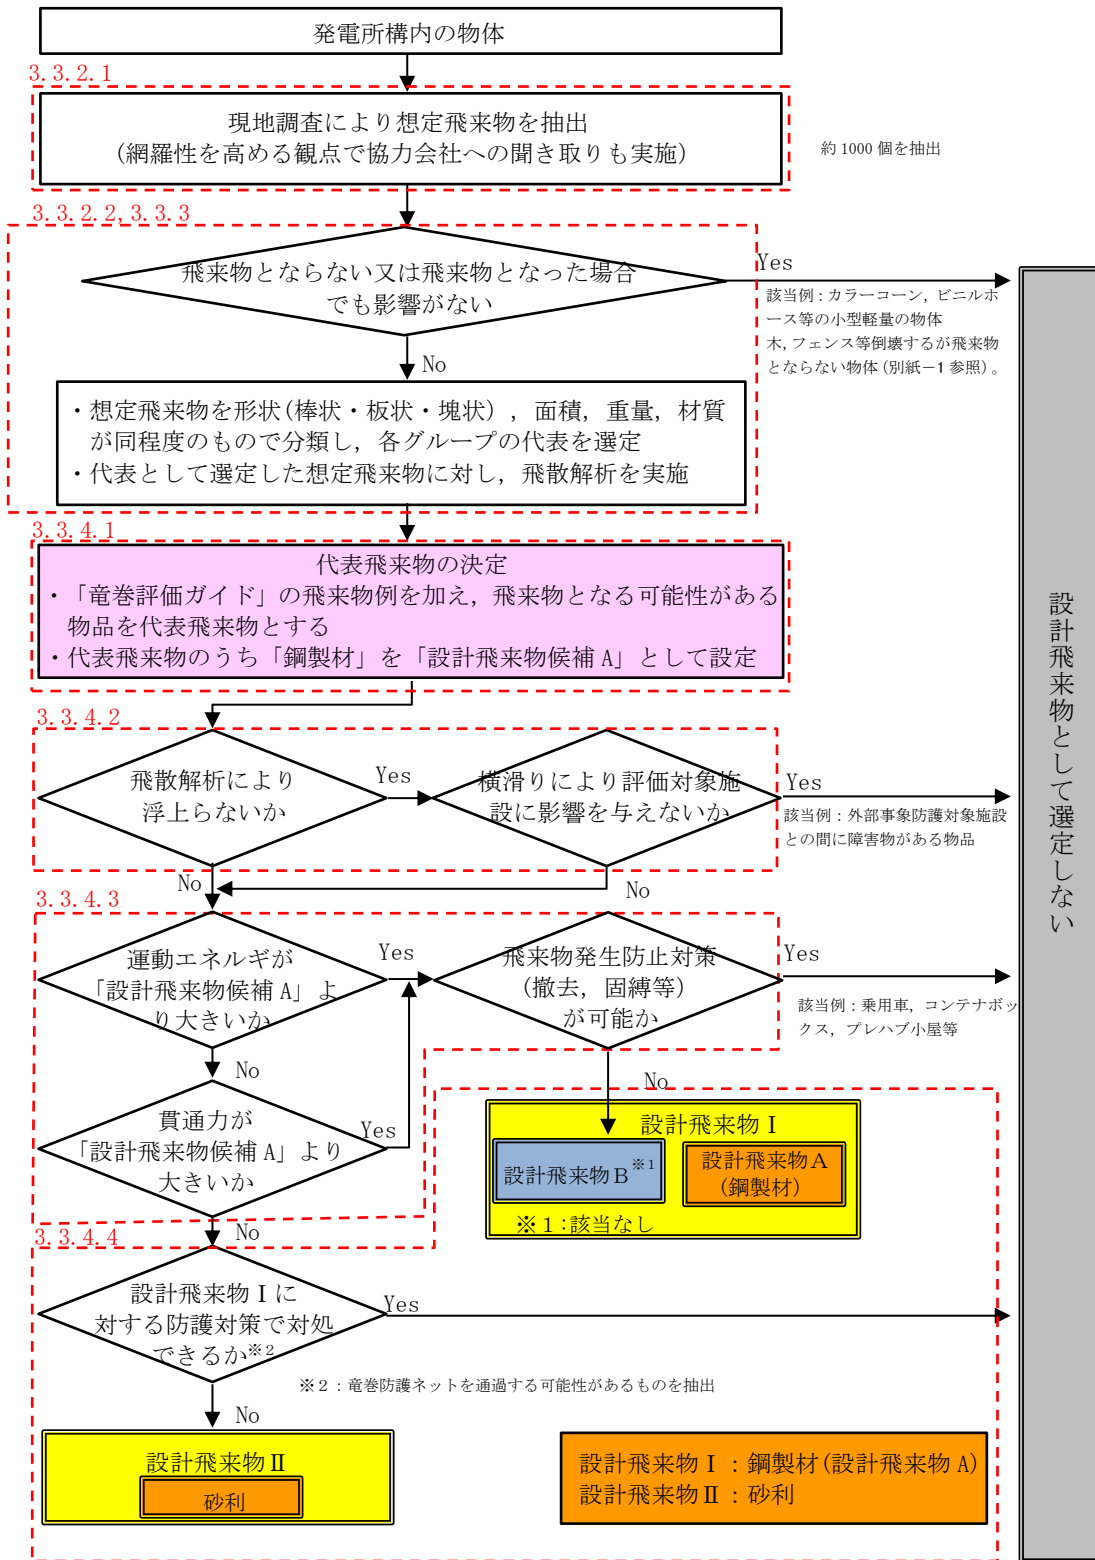 発電所構内の物体
3.3.2.1
現地調査により想定飛来物を抽出
(網羅性を高める観点で協力会社への聞き取りも実施)
約1000個を抽出
3.3.2.2,3.3.3
飛来物とならない又は飛来物となった場合
でも影響がない
Yes
該当例：カラーコーン，ビニルホ
ース等の小型軽量の物体
木，フェンス等倒壊するが飛来物
とならない物体(別紙－1参照)。
No
・想定飛来物を形状(棒状・板状・塊状)，面積，重量，材質
が同程度のもので分類し，各グループの代表を選定
・代表として選定した想定飛来物に対し，飛散解析を実施
3.3.4.1
代表飛来物の決定
・「竜巻評価ガイド」の飛来物例を加え，飛来物となる可能性がある
物品を代表飛来物とする
・代表飛来物のうち「鋼製材」を「設計飛来物候補A」として設定
3.3.4.2
飛散解析により
浮上らないか
Yes
横滑りにより評価対象施
設に影響を与えないか
Yes
該当例：外部事象防護対象施設
との間に障害物がある物品
No
No
3.3.4.3
運動エネルギが
「設計飛来物候補A」よ
り大きいか
Yes
飛来物発生防止対策
(撤去，固縛等)
が可能か
Yes
該当例：乗用車，コンテナボッ
クス，プレハブ小屋等
No
No
貫通力が
「設計飛来物候補A」より
大きいか
Yes
設計飛来物Ⅰ
設計飛来物B※1
設計飛来物A
(鋼製材)
※1：該当なし
No
3.3.4.4
設計飛来物Ⅰに
対する防護対策で対処
できるか※2
Yes
※2：竜巻防護ネットを通過する可能性があるものを抽出
No
設計飛来物Ⅱ
砂利
設計飛来物Ⅰ：鋼製材(設計飛来物A)
設計飛来物Ⅱ：砂利
設計飛来物として選定しない